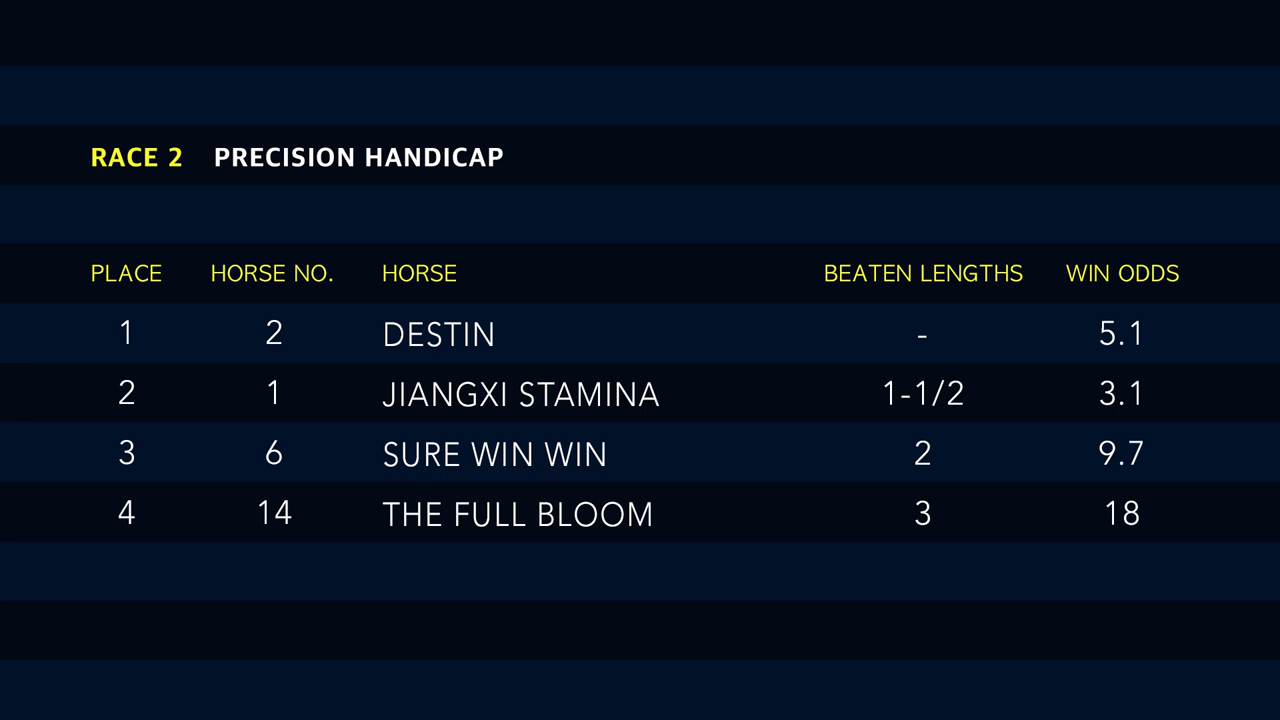 RACE 2 PRECISION HANDICAP
PLACE HORSE NO. HORSE BEATEN LENGTHS WIN ODDS
1 2 DESTIN - 5.1
2 1 JIANGXI STAMINA 1-1/2 3.1
3 6 SURE WIN WIN 2 9.7
4 14 THE FULL BLOOM 3 18